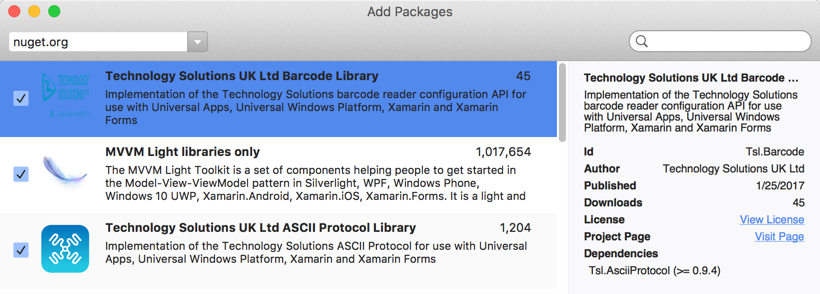 Add Packages
nuget.org
Technology Solutions UK Ltd Barcode Library 45
Implementation of the Technology Solutions barcode reader configuration API for
use with Universal Apps, Universal Windows Platform, Xamarin and Xamarin
Forms
MVVM Light libraries only 1,017,654
The MVVM Light Toolkit is a set of components helping people to get started in
the Model-View-ViewModel pattern in Silverlight, WPF, Windows Phone,
Windows 10 UWP, Xamarin.Android, Xamarin.iOS, Xamarin.Forms. It is a light and
Technology Solutions UK Ltd ASCII Protocol Library 1,204
Implementation of the Technology Solutions ASCII Protocol for use with Universal
Apps, Universal Windows Platform, Xamarin and Xamarin Forms
Technology Solutions UK Ltd Barcode ...
Implementation of the Technology Solutions
barcode reader configuration API for use with
Universal Apps, Universal Windows
Platform, Xamarin and Xamarin Forms
Id Tsl.Barcode
Author Technology Solutions UK Ltd
Published 1/25/2017
Downloads 45
License View License
Project Page Visit Page
Dependencies
Tsl.AsciiProtocol (>= 0.9.4)